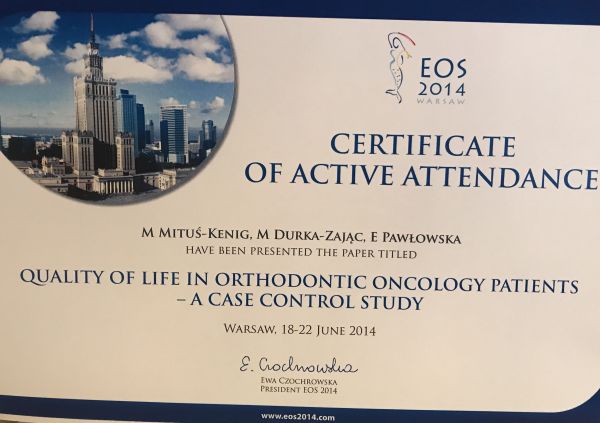 EOS
2014
WARSAW
CERTIFICATE
OF ACTIVE ATTENDANCE
M Mituś-Kenig, M Durka-Zając, E Pawłowska
HAVE BEEN PRESENTED THE PAPER TITLED
QUALITY OF LIFE IN ORTHODONTIC ONCOLOGY PATIENTS
– A CASE CONTROL STUDY
Warsaw, 18-22 June 2014
E. Czochrowska
Ewa Czochrowska
President EOS 2014
www.eos2014.com